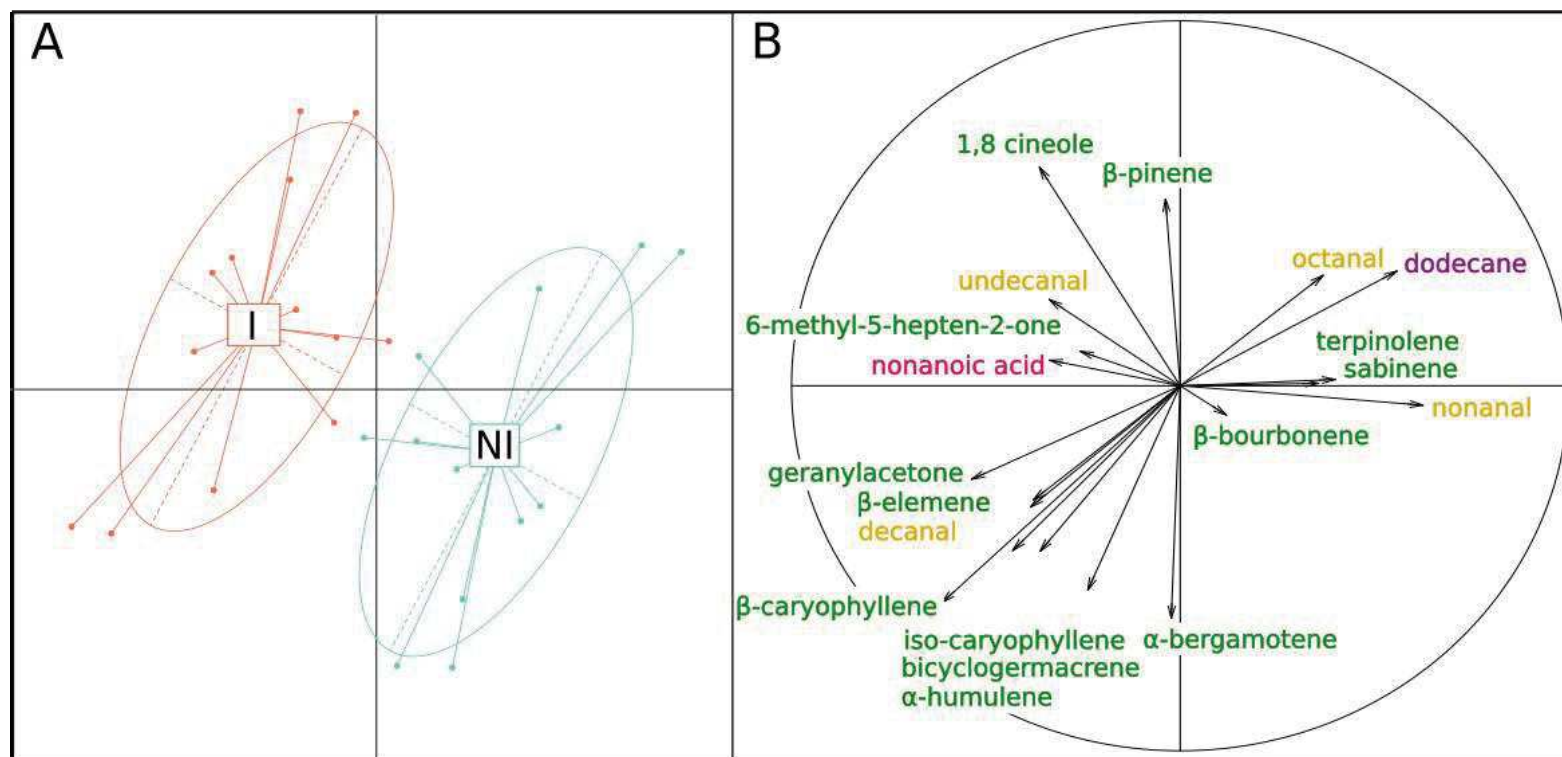 A
I
NI
B
1,8 cineole
β-pinene
octanal
dodecane
undecanal
6-methyl-5-hepten-2-one
nonanoic acid
terpinolene
sabinene
nonanal
β-bourbonene
geranylacetone
β-elemene
decanal
β-caryophyllene
iso-caryophyllene
bicyclogermacrene
α-humulene
α-bergamotene